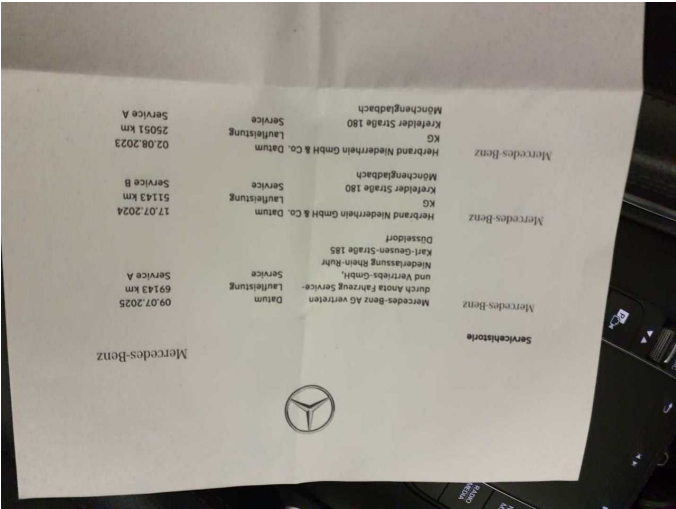 Mercedes-Benz
Servicehistorie
Mercedes-Benz
Mercedes-Benz AG vertreten Datum 09.07.2025
durch Anota Fahrzeug Service- Laufleistung 69143 km
und Vertriebs-GmbH, Service Service A
Niederlassung Rhein-Ruhr
Karl-Geusen-Straße 185
Düsseldorf
Mercedes-Benz
Herbrand Niederrhein GmbH & Co. Datum 17.07.2024
KG Laufleistung 51143 km
Krefelder Straße 180 Service Service B
Mönchengladbach
Mercedes-Benz
Herbrand Niederrhein GmbH & Co. Datum 02.08.2023
KG Laufleistung 25051 km
Krefelder Straße 180 Service Service A
Mönchengladbach
RADIO
MEDIA